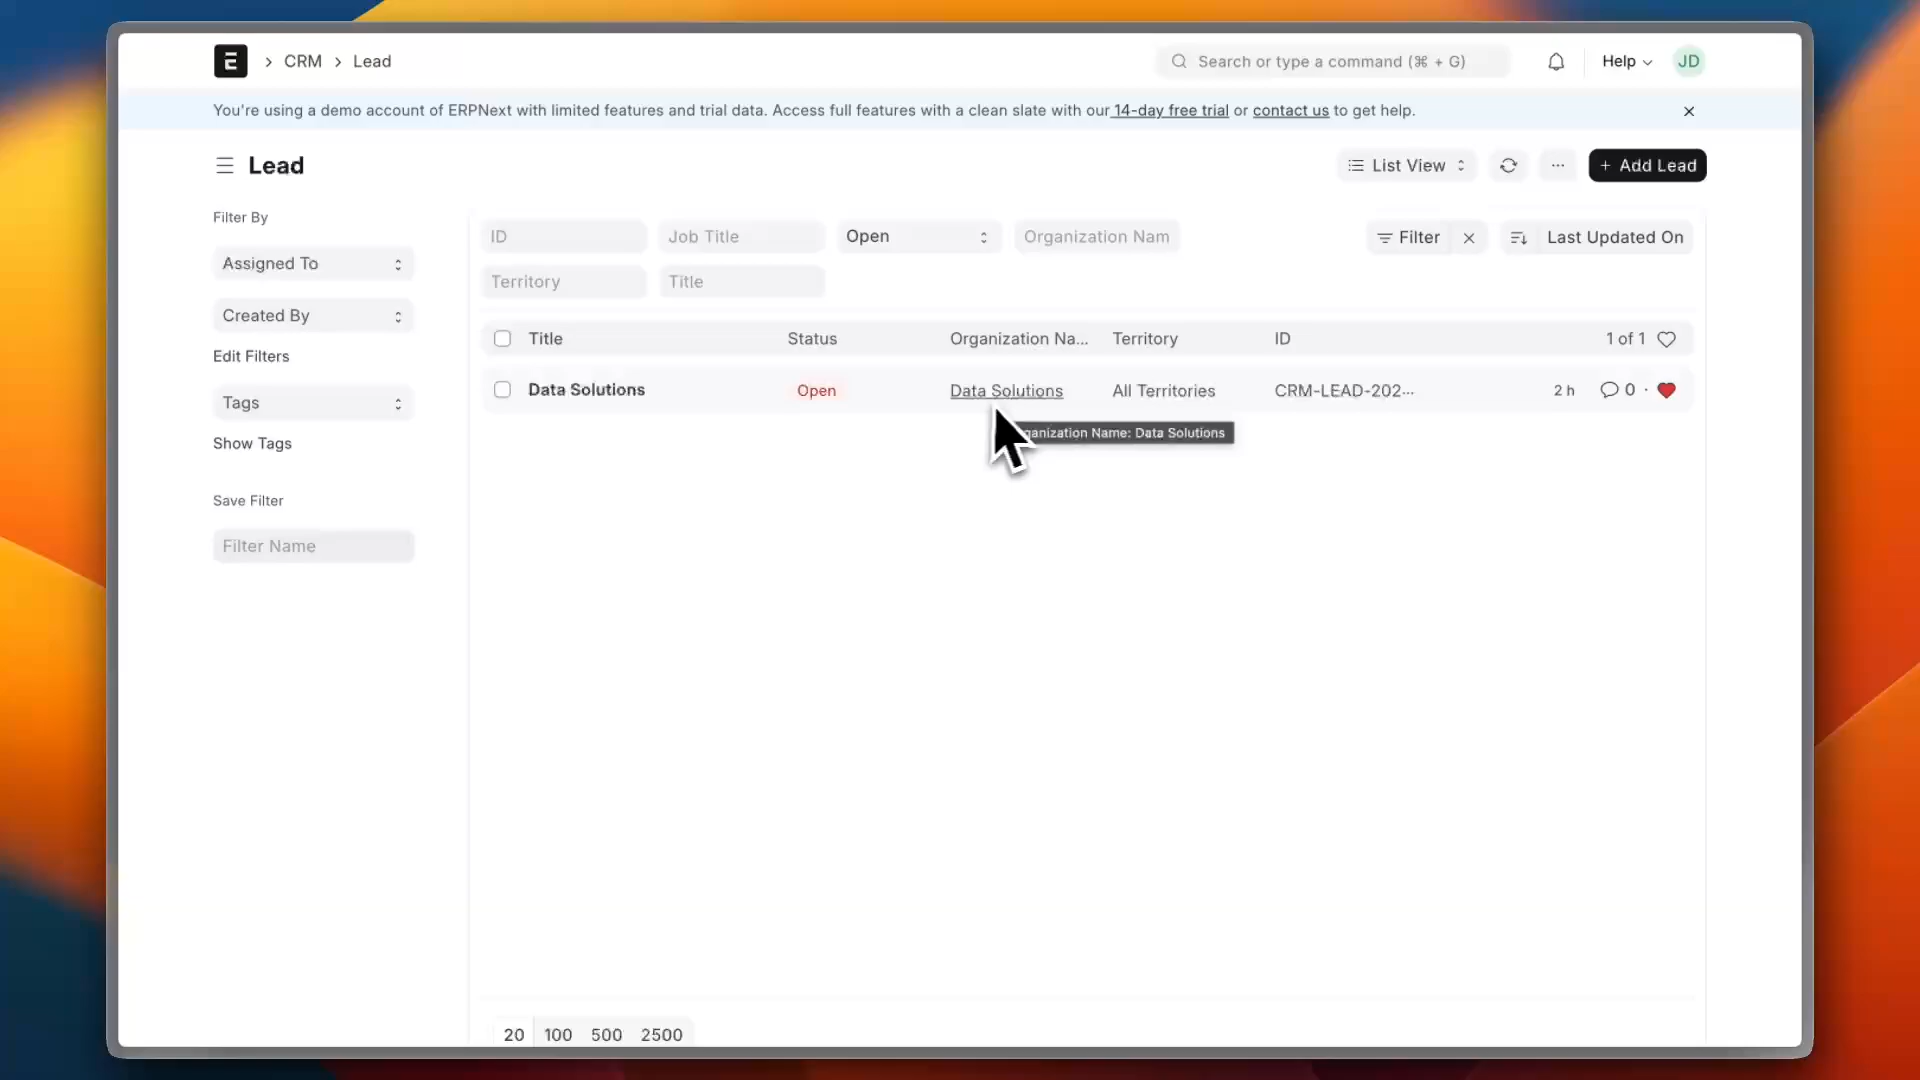 E > CRM > Lead
Search or type a command (⌘ + G)
Help
JD
You're using a demo account of ERPNext with limited features and trial data. Access full features with a clean slate with our 14-day free trial or contact us to get help.
Lead
List View
+ Add Lead
Filter By
Assigned To
Created By
Edit Filters
Tags
Show Tags
Save Filter
Filter Name
ID
Job Title
Open
Organization Nam
Filter
Last Updated On
Territory
Title
Title
Status
Organization Na...
Territory
ID
1 of 1
Data Solutions
Open
Data Solutions
All Territories
CRM-LEAD-202...
2 h
0
Name: Data Solutions
20
100
500
2500